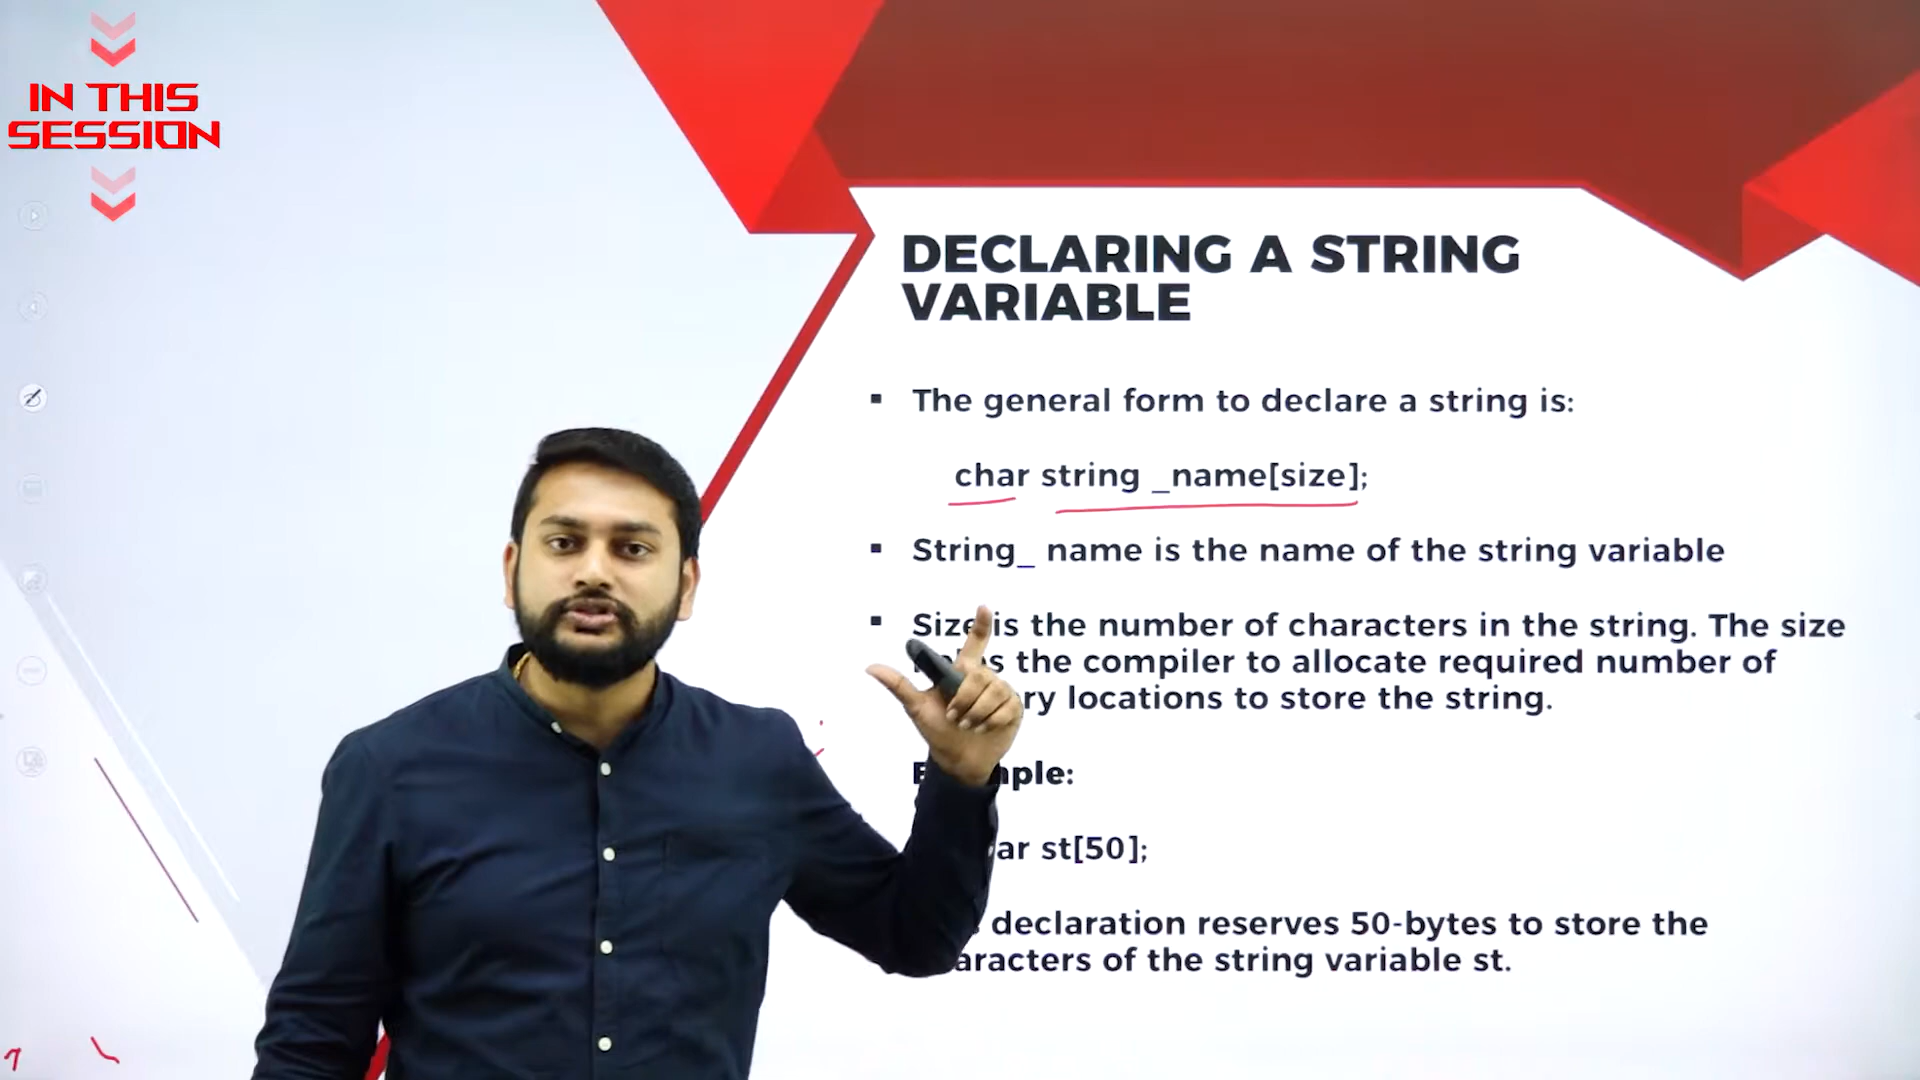 IN THIS
SESSION
DECLARING A STRING
VARIABLE
▪ The general form to declare a string is:
char string _name[size];
▪ String_ name is the name of the string variable
▪ Size is the number of characters in the string. The size
the compiler to allocate required number of
locations to store the string.
st[50];
declaration reserves 50-bytes to store the
of the string variable st.